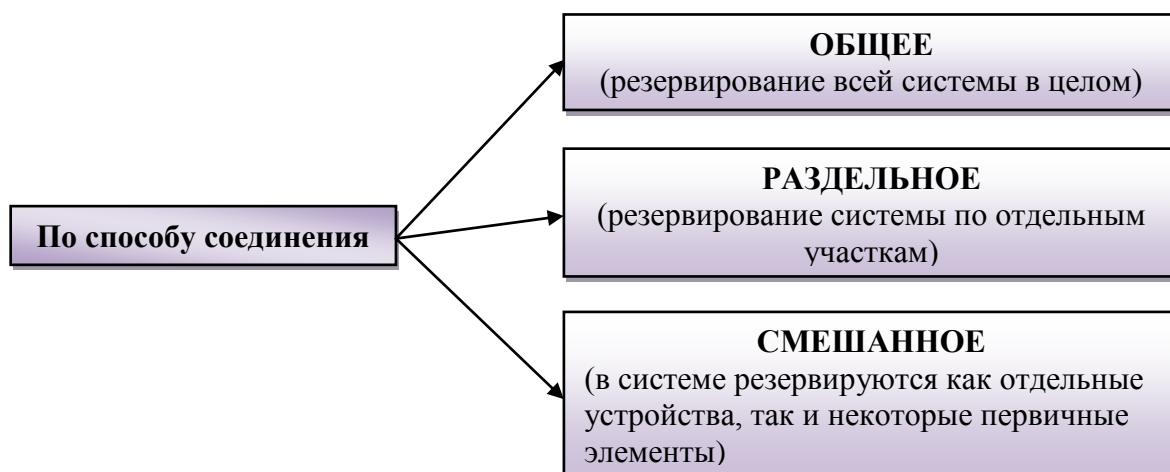 ОБЩЕЕ
(резервирование всей системы в целом)
РАЗДЕЛЬНОЕ
(резервирование системы по отдельным
участкам)
По способу соединения
СМЕШАННОЕ
(в системе резервируются как отдельные
устройства, так и некоторые первичные
элементы)